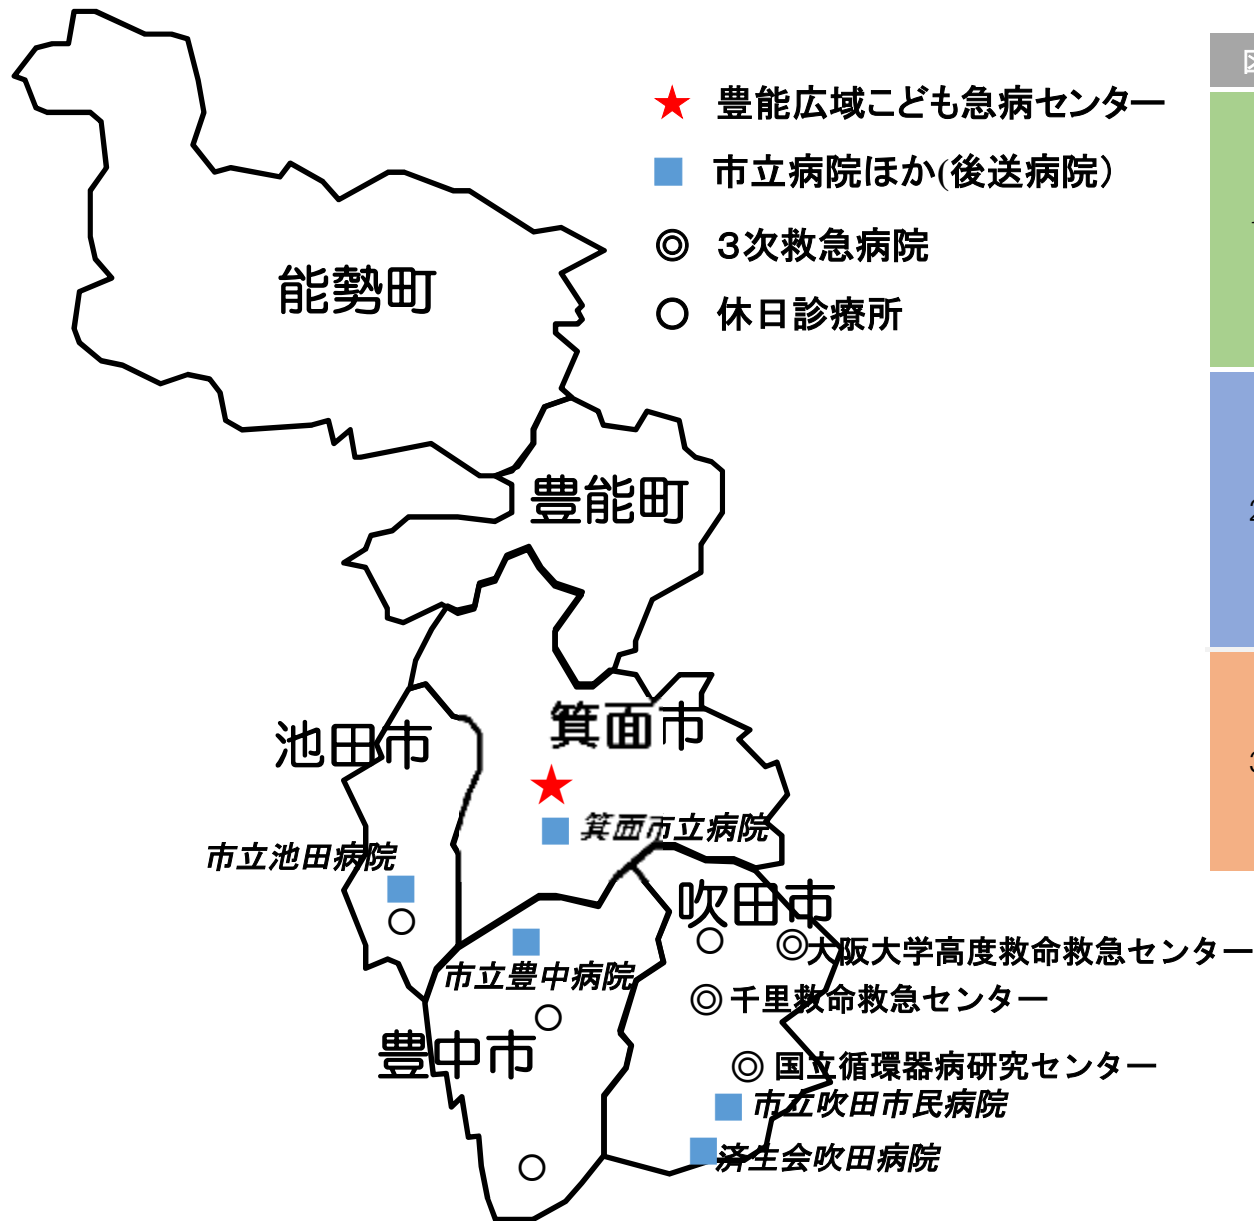 豊能広域こども急病センター
市立病院ほか(後送病院)
3次救急病院
休日診療所
能勢町
豊能町
箕面市
池田市
箕面市立病院
市立池田病院
吹田市
大阪大学高度救命救急センター
市立豊中病院
千里救命救急センター
豊中市
国立循環器病研究センター
市立吹田市民病院
済生会吹田病院